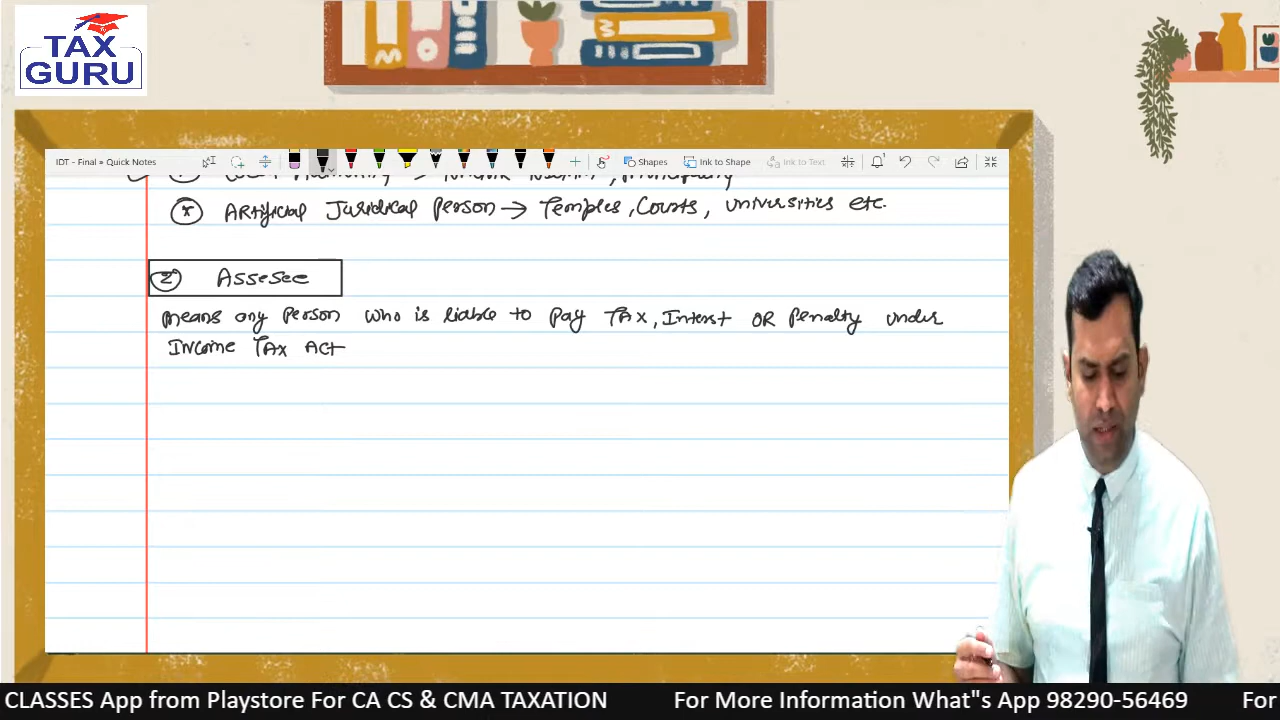 TAX
GURU
IDT - Final » Quick Notes
Shapes
Ink to Shape
Ink to Text
* Artificial Juridical Person → Temples, Courts, Universities etc.
2 Assesee
means any Person who is liable to Pay Tax, Interst OR Penalty under
Income Tax Act
CLASSES App from Playstore For CA CS & CMA TAXATION For More Information What"s App 98290-56469 For